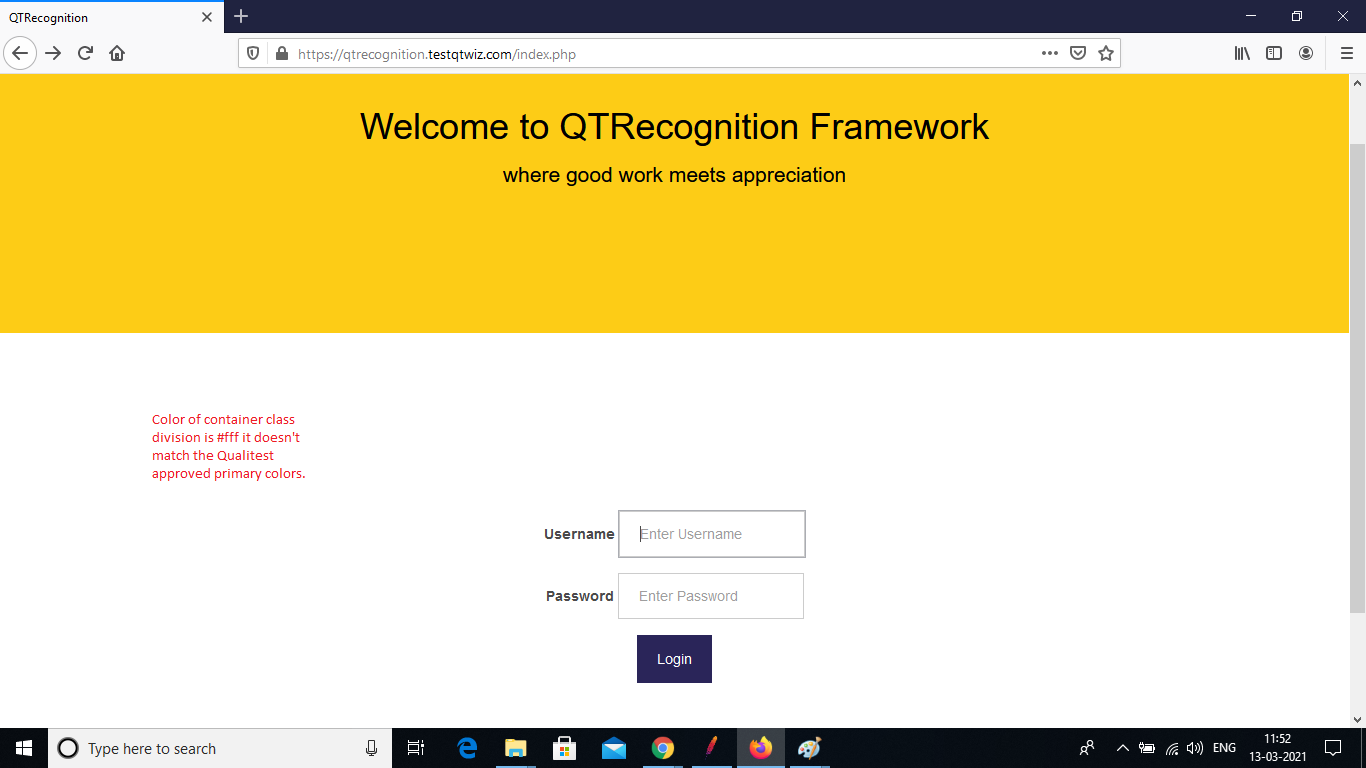 QTRecognition
https://qtrecognition.testqtwiz.com/index.php
Welcome to QTRecognition Framework
where good work meets appreciation
Color of container class
division is #fff it doesn't
match the Qualitest
approved primary colors.
Username Enter Username
Password Enter Password
Login
Type here to search
ENG
11:52
13-03-2021